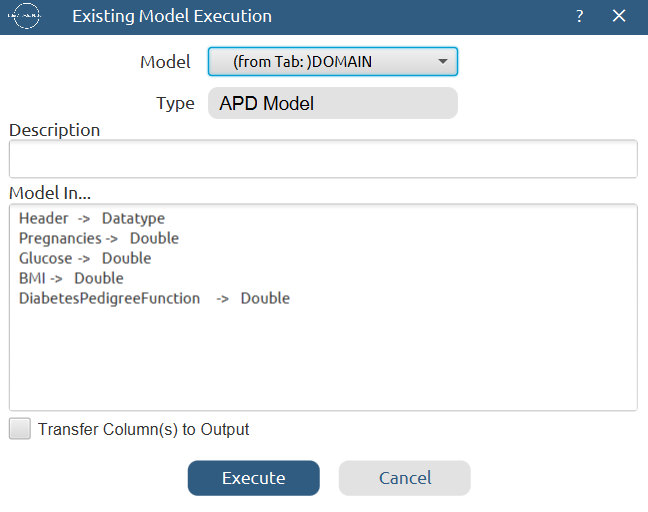 Existing Model Execution ?
Model (from Tab: )DOMAIN
Type APD Model
Description
Model In...
Header -> Datatype
Pregnancies -> Double
Glucose -> Double
BMI -> Double
DiabetesPedigreeFunction -> Double
Transfer Column(s) to Output
Execute Cancel